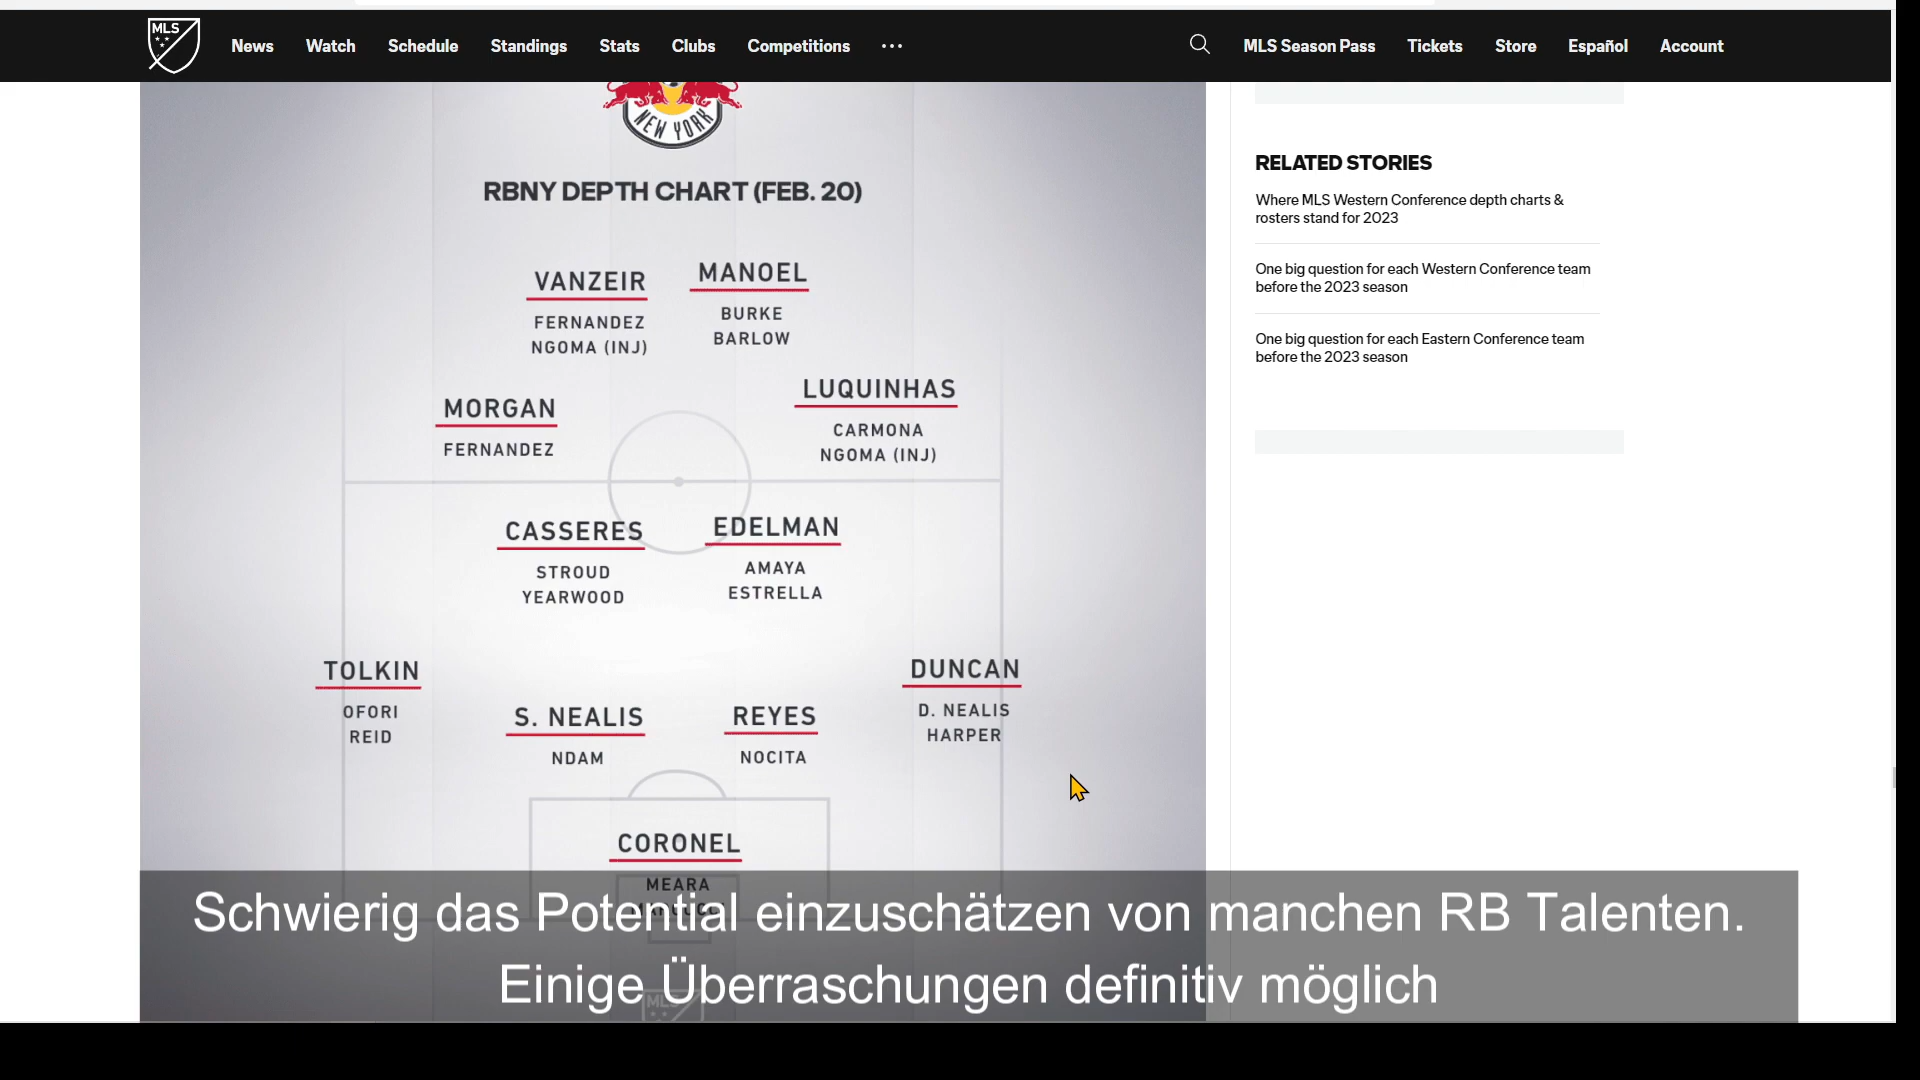 MLS
News Watch Schedule Standings Stats Clubs Competitions ••• MLS Season Pass Tickets Store Español Account
NEW YORK
RBNY DEPTH CHART (FEB. 20)
VANZEIR
FERNANDEZ
NGOMA (INJ)
MANOEL
BURKE
BARLOW
MORGAN
FERNANDEZ
LUQUINHAS
CARMONA
NGOMA (INJ)
CASSERES
STROUD
YEARWOOD
EDELMAN
AMAYA
ESTRELLA
TOLKIN
OFORI
REID
S. NEALIS
NDAM
REYES
NOCITA
DUNCAN
D. NEALIS
HARPER
CORONEL
MEARA
MLS
RELATED STORIES
Where MLS Western Conference depth charts &
rosters stand for 2023
One big question for each Western Conference team
before the 2023 season
One big question for each Eastern Conference team
before the 2023 season
Schwierig das Potential einzuschätzen von manchen RB Talenten.
Einige Überraschungen definitiv möglich